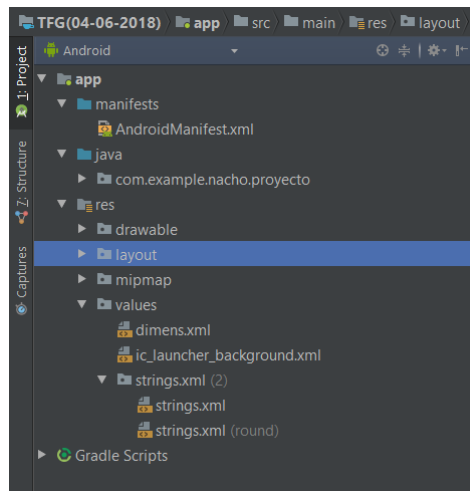 TFG(04-06-2018) app src main res layout
Android
1: Project
app
manifests
AndroidManifest.xml
java
com.example.nacho.proyecto
Z: Structure
res
drawable
layout
Captures
mipmap
values
dimens.xml
ic_launcher_background.xml
strings.xml (2)
strings.xml
strings.xml (round)
Gradle Scripts